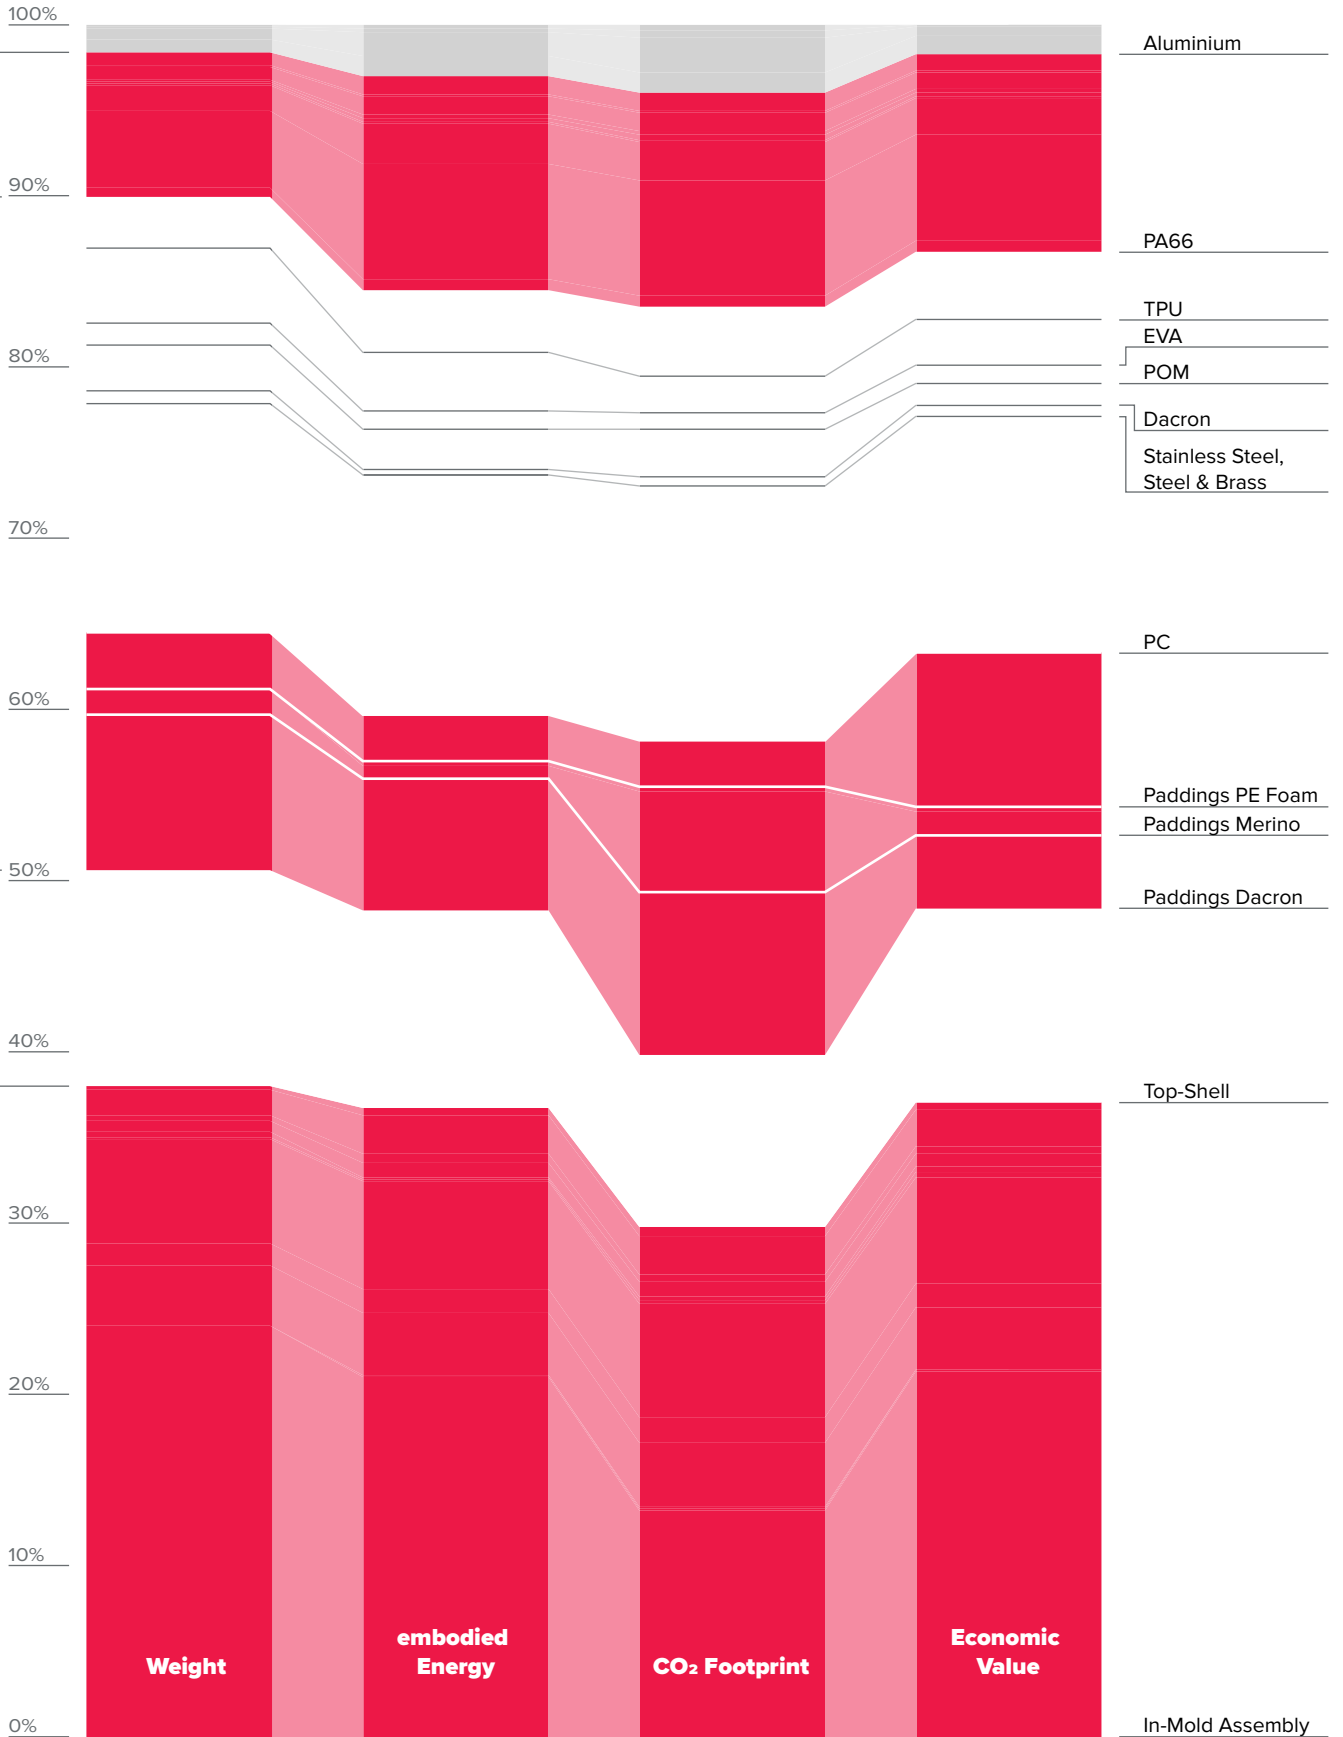 100%
Aluminium
90%
PA66
TPU
EVA
80%
POM
Dacron
Stainless Steel,
Steel & Brass
70%
PC
60%
Paddings PE Foam
Paddings Merino
50%
Paddings Dacron
40%
Top-Shell
30%
20%
10%
Weight
embodied
Energy
CO₂ Footprint
Economic
Value
0%
In-Mold Assembly